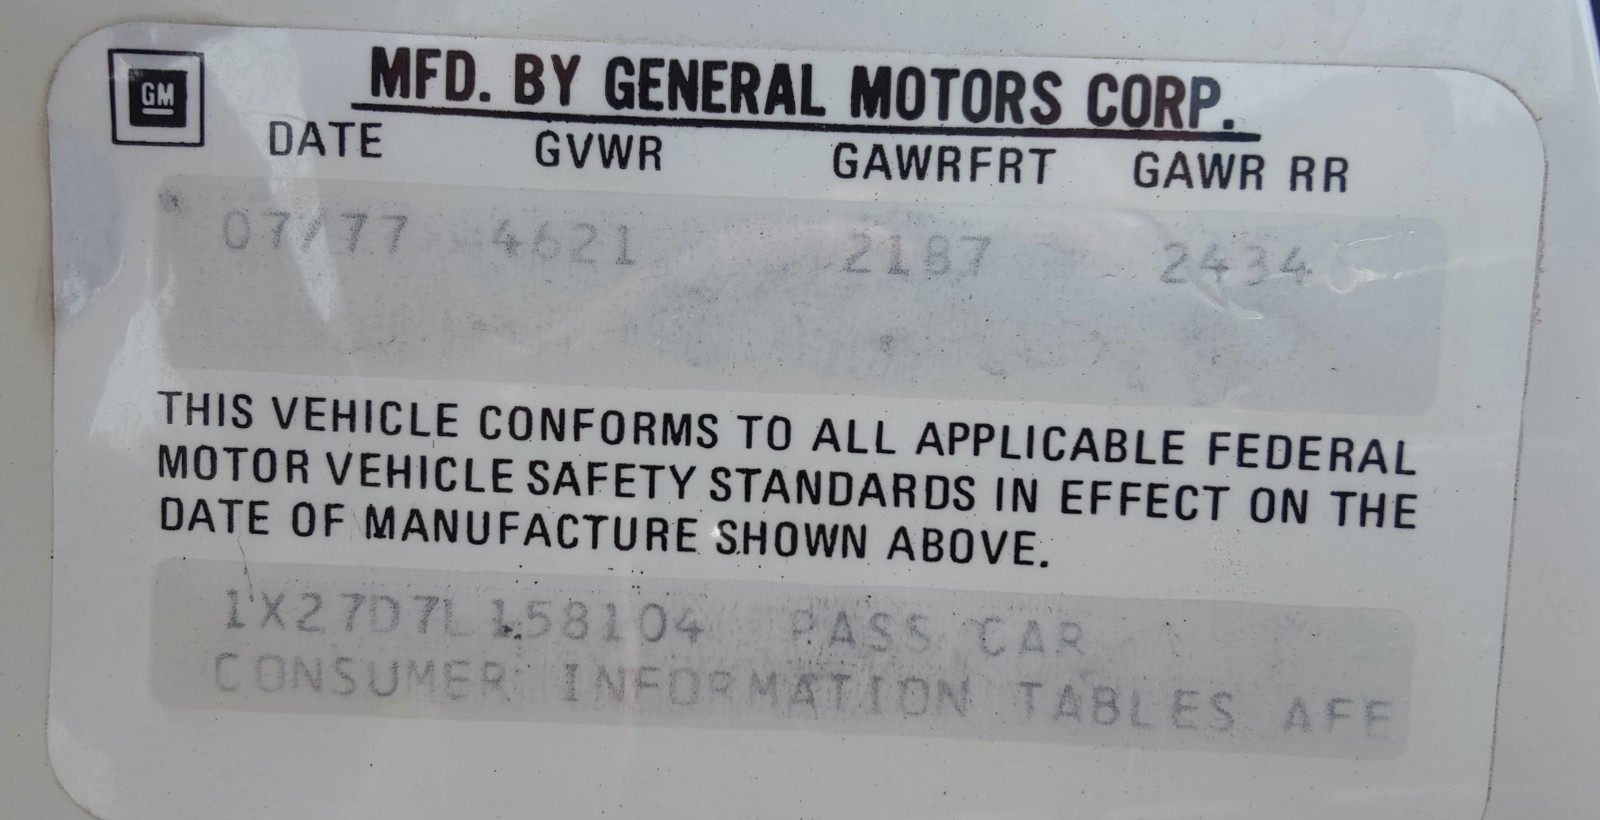 GM
MFD. BY GENERAL MOTORS CORP.
DATE GVWR GAWRFRT GAWR RR
07/77 4621 2187 2434
THIS VEHICLE CONFORMS TO ALL APPLICABLE FEDERAL
MOTOR VEHICLE SAFETY STANDARDS IN EFFECT ON THE
DATE OF MANUFACTURE SHOWN ABOVE.
1X27D7L158104 PASS CAR
CONSUMER INFORMATION TABLES AFE